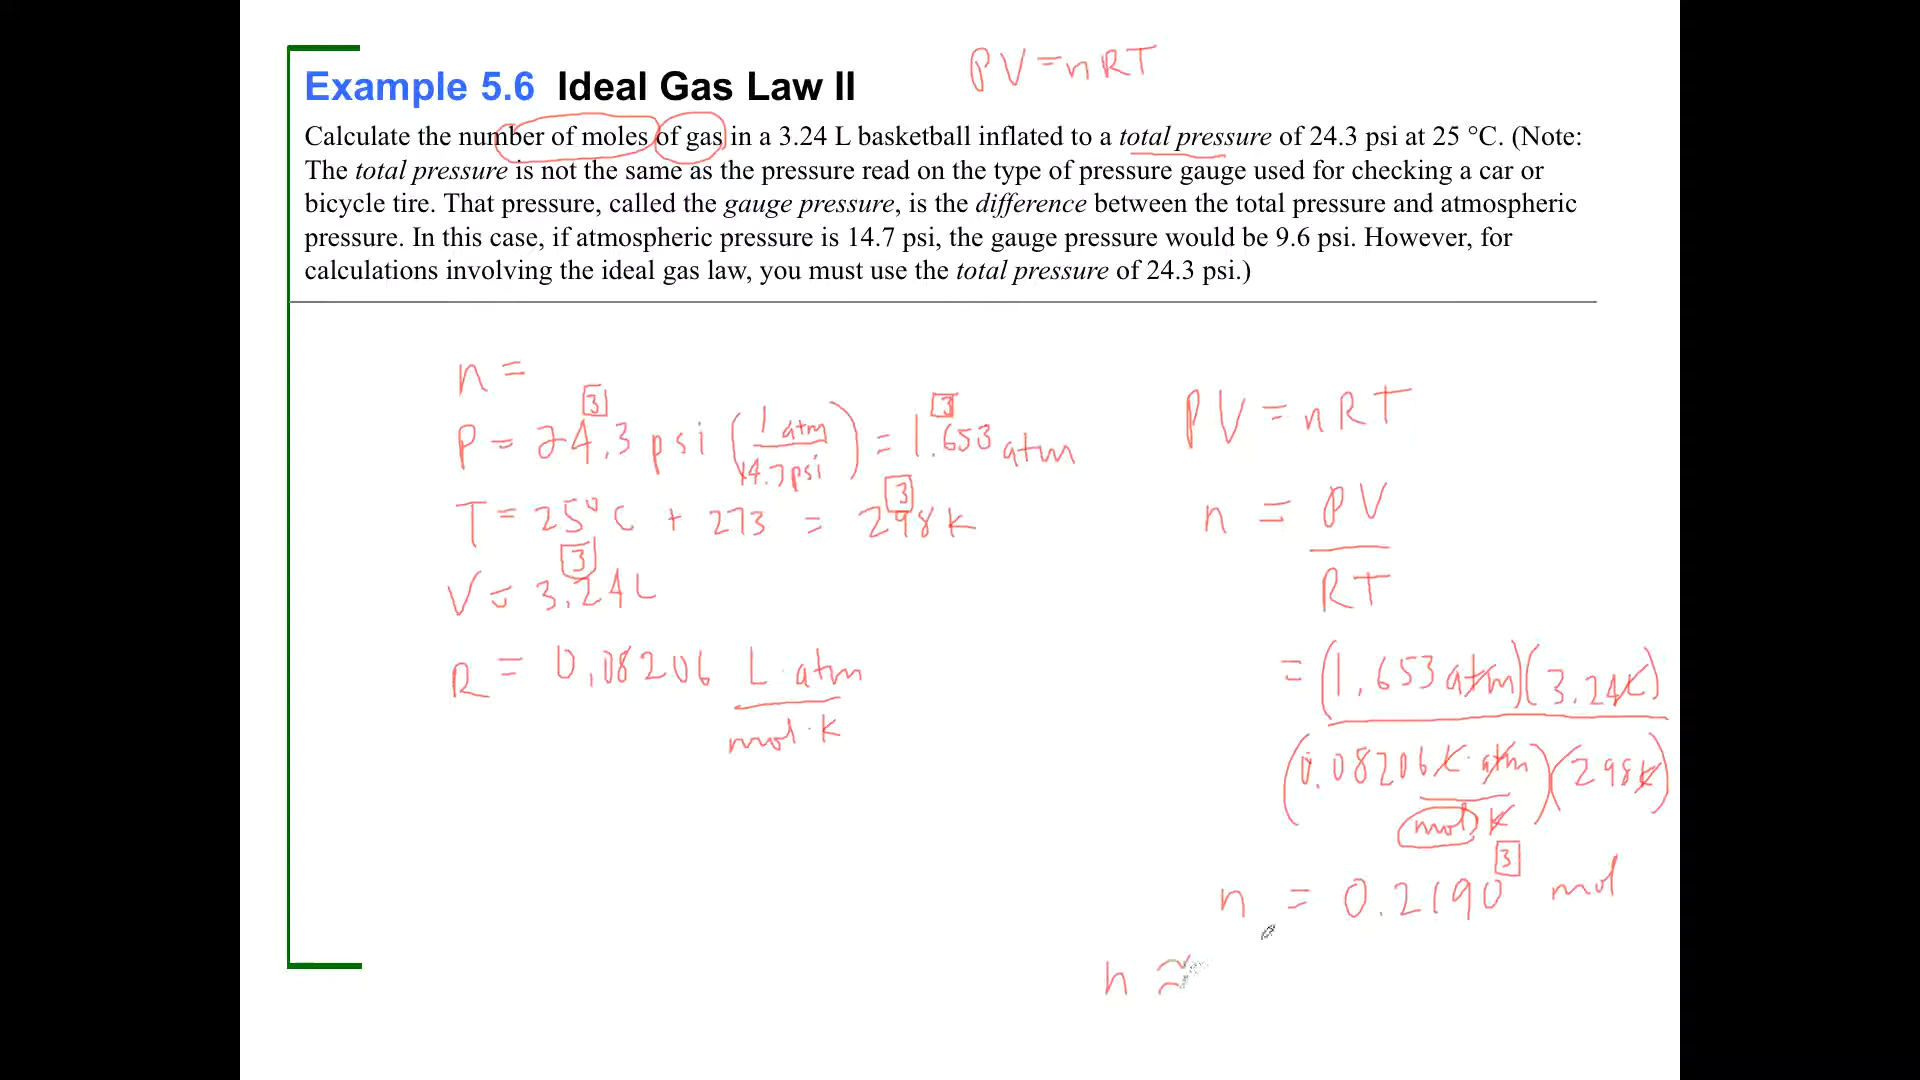 PV=nRT
Example 5.6 Ideal Gas Law II
Calculate the number of moles of gas in a 3.24 L basketball inflated to a total pressure of 24.3 psi at 25 °C. (Note:
The total pressure is not the same as the pressure read on the type of pressure gauge used for checking a car or
bicycle tire. That pressure, called the gauge pressure, is the difference between the total pressure and atmospheric
pressure. In this case, if atmospheric pressure is 14.7 psi, the gauge pressure would be 9.6 psi. However, for
calculations involving the ideal gas law, you must use the total pressure of 24.3 psi.)
n =
3 3
P = 24.3 psi (1 atm / 14.7 psi) = 1.653 atm
3
T = 25°C + 273 = 298 K
3
V = 3.24 L
R = 0.08206 L·atm
mol·K
PV = nRT
n = PV
RT
= (1.653 atm)(3.24L)
(0.08206 L·atm)(298K)
mol K
3
n = 0.2190 mol
n ≅